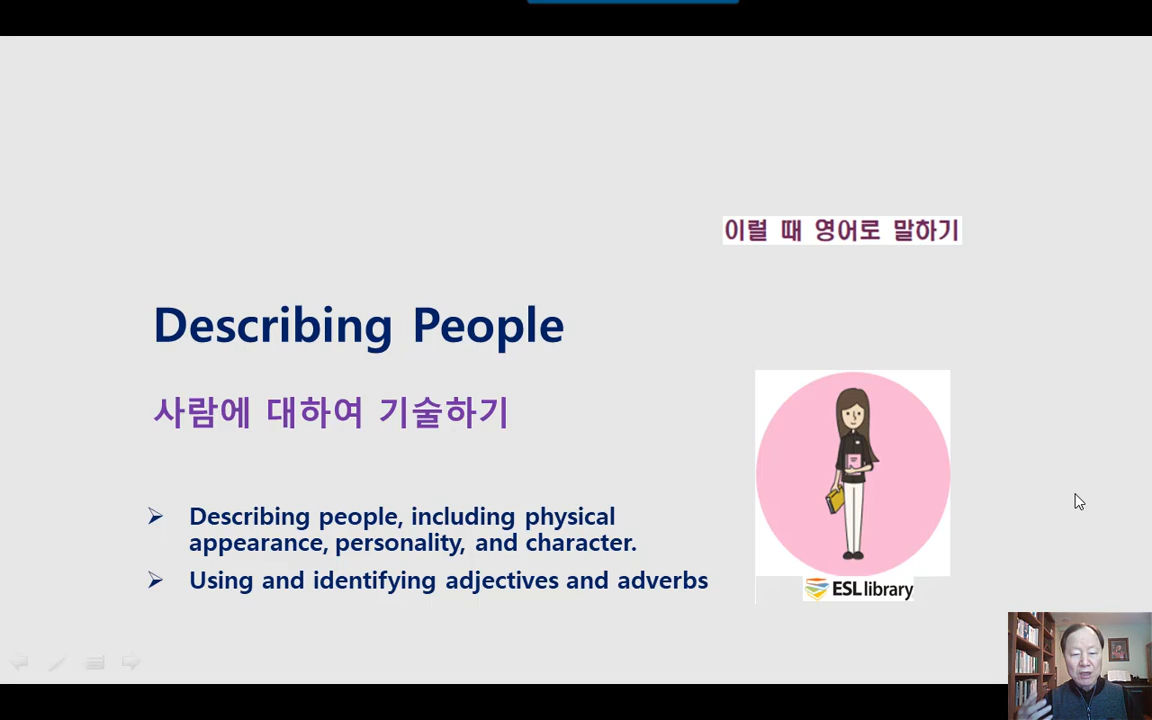 이럴 때 영어로 말하기
Describing People
사람에 대하여 기술하기
Describing people, including physical
appearance, personality, and character.
Using and identifying adjectives and adverbs
ESL library